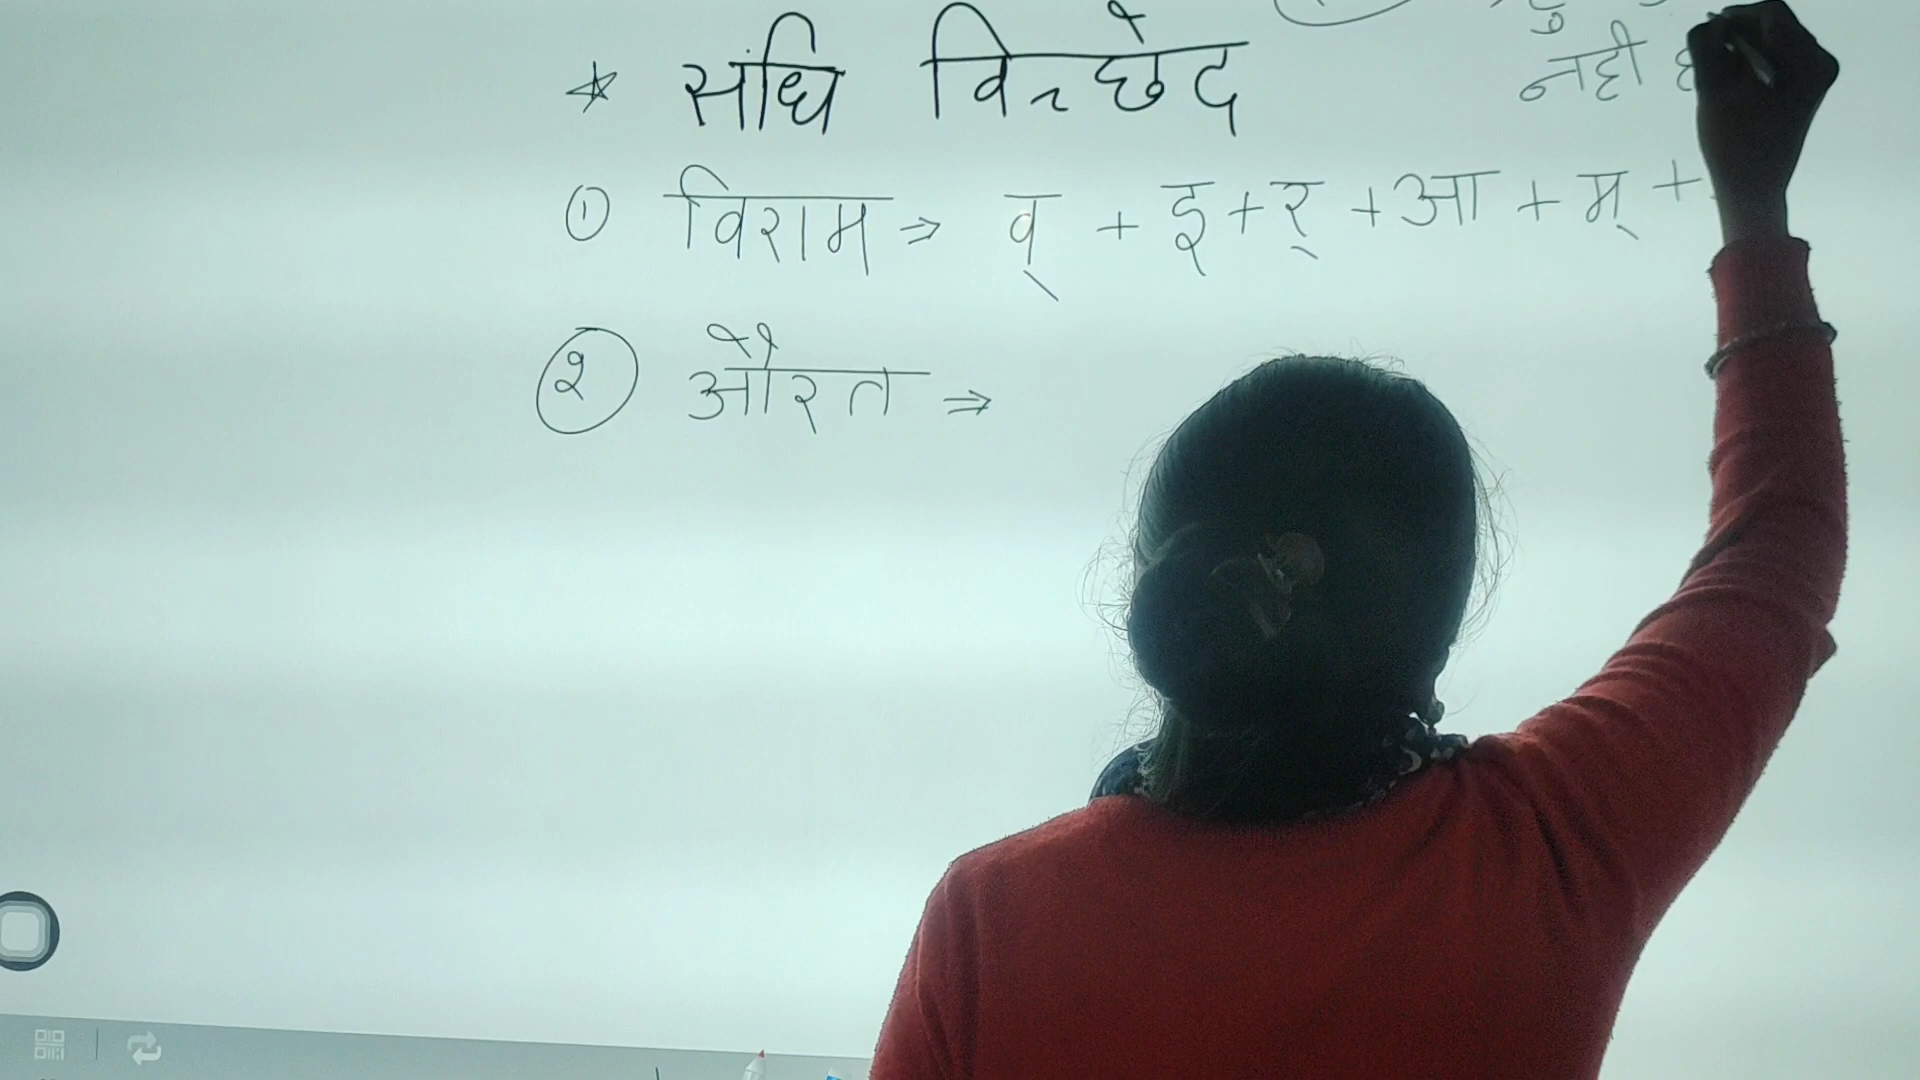 नही
* संधि विच्छेद
① विराम ⇒ व् + इ + र् + आ + म् +
② औरत ⇒